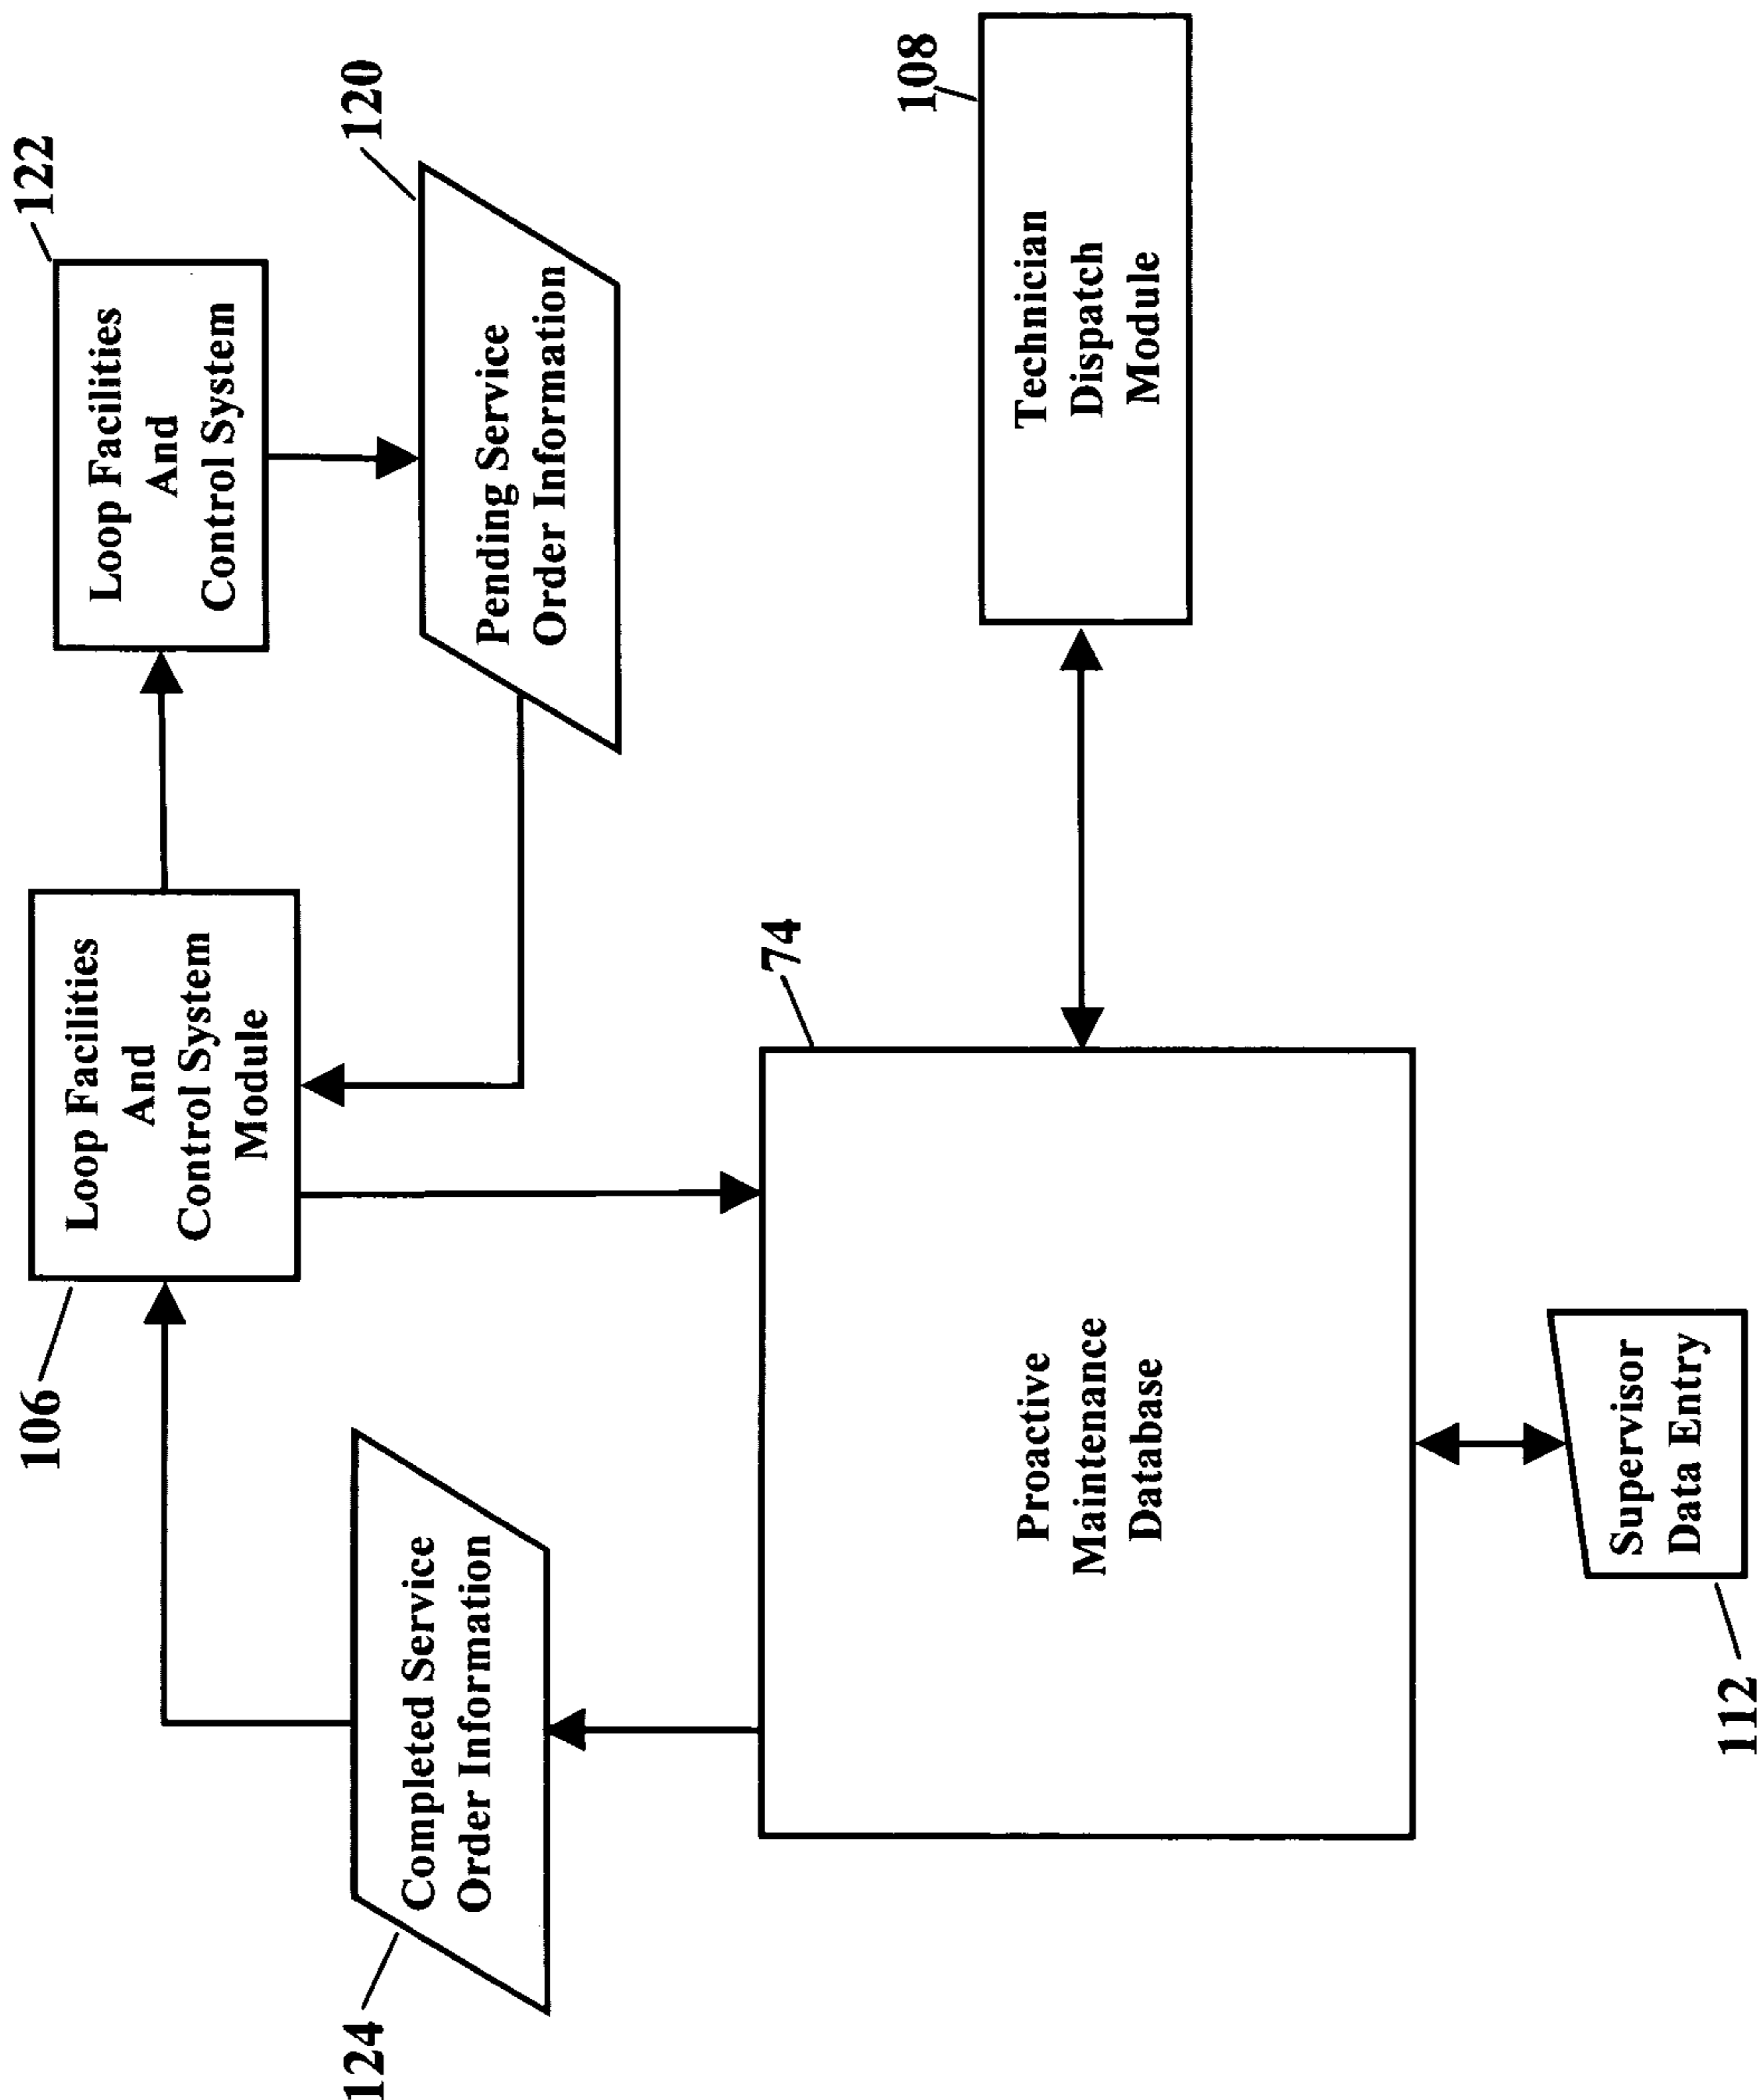 124
Completed Service
Order Information
106
Loop Facilities
And
Control System
Module
122
Loop Facilities
And
Control System
120
Pending Service
Order Information
74
Proactive
Maintenance
Database
108
Technician
Dispatch
Module
112
Supervisor
Data Entry